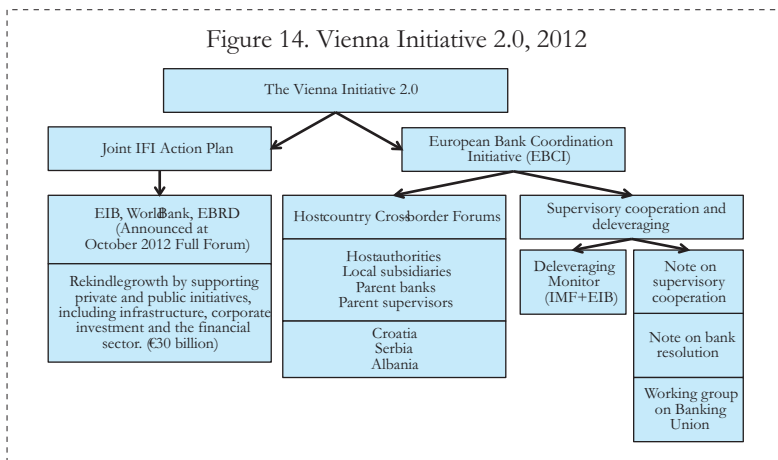 Figure 14. Vienna Initiative 2.0, 2012
The Vienna Initiative 2.0
Joint IFI Action Plan
European Bank Coordination
Initiative (EBCI)
EIB, WorldBank, EBRD
(Announced at
October 2012 Full Forum)
Rekindlegrowth by supporting
private and public initiatives,
including infrastructure, corporate
investment and the financial
sector. (€30 billion)
Hostcountry Cross-border Forums
Hostauthorities
Local subsidiaries
Parent banks
Parent supervisors
Croatia
Serbia
Albania
Supervisory cooperation and
deleveraging
Deleveraging
Monitor
(IMF+EIB)
Note on
supervisory
cooperation
Note on bank
resolution
Working group
on Banking
Union